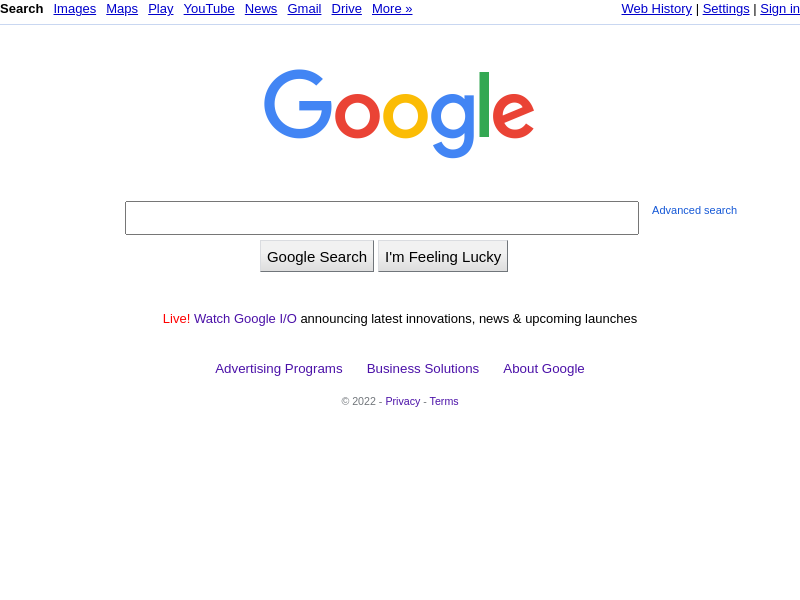 Search Images Maps Play YouTube News Gmail Drive More » Web History | Settings | Sign in
Google
Advanced search
Google Search I'm Feeling Lucky
Live! Watch Google I/O announcing latest innovations, news & upcoming launches
Advertising Programs Business Solutions About Google
© 2022 - Privacy - Terms